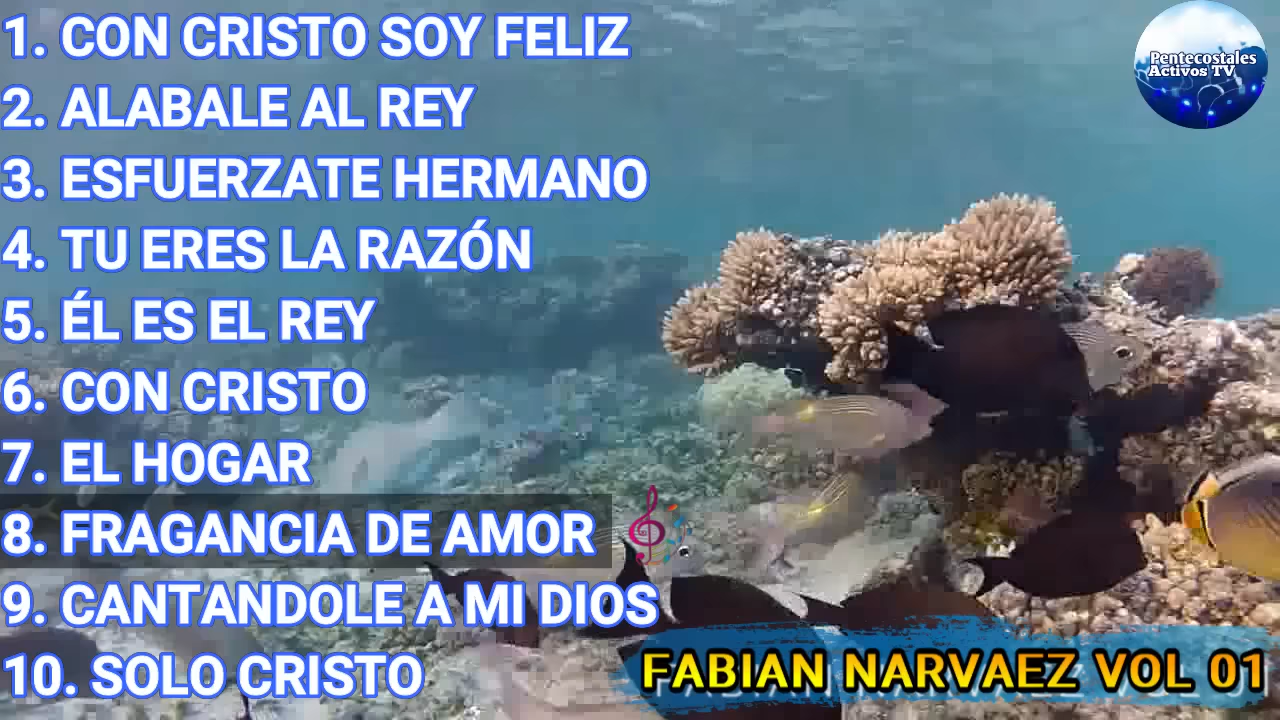 1. CON CRISTO SOY FELIZ
2. ALABALE AL REY
3. ESFUERZATE HERMANO
4. TU ERES LA RAZÓN
5. ÉL ES EL REY
6. CON CRISTO
7. EL HOGAR
8. FRAGANCIA DE AMOR
9. CANTANDOLE A MI DIOS
10. SOLO CRISTO
Pentecostales
Activos TV
FABIAN NARVAEZ VOL 01